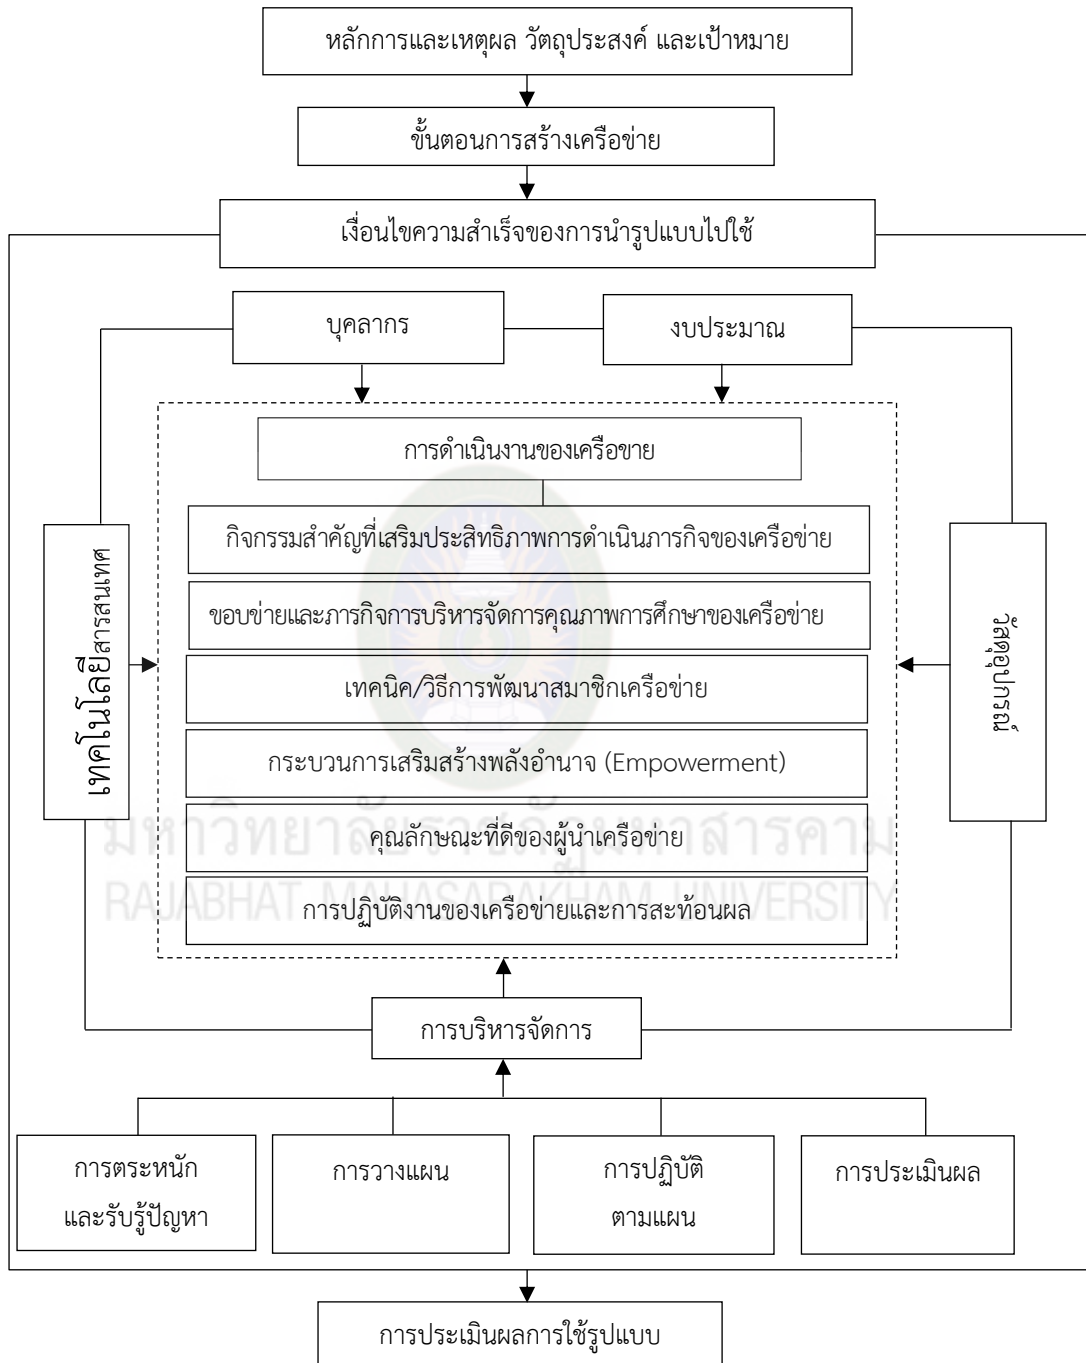 หลักการและเหตุผล วัตถุประสงค์ และเป้าหมาย
ขั้นตอนการสร้างเครือข่าย
เงื่อนไขความสำเร็จของการนำรูปแบบไปใช้
บุคลากร
งบประมาณ
การดำเนินงานของเครือขาย
กิจกรรมสำคัญที่เสริมประสิทธิภาพการดำเนินภารกิจของเครือข่าย
ขอบข่ายและภารกิจการบริหารจัดการคุณภาพการศึกษาของเครือข่าย
เทคนิค/วิธีการพัฒนาสมาชิกเครือข่าย
กระบวนการเสริมสร้างพลังอำนาจ (Empowerment)
คุณลักษณะที่ดีของผู้นำเครือข่าย
การปฏิบัติงานของเครือข่ายและการสะท้อนผล
เทคโนโลยีสารสนเทศ
วัสดุอุปกรณ์
มหาวิทยาลัยราชภัฏมหาสารคาม
RAJABHAT MAHASARAKHAM UNIVERSITY
การบริหารจัดการ
การตระหนัก
และรับรู้ปัญหา
การวางแผน
การปฏิบัติ
ตามแผน
การประเมินผล
การประเมินผลการใช้รูปแบบ